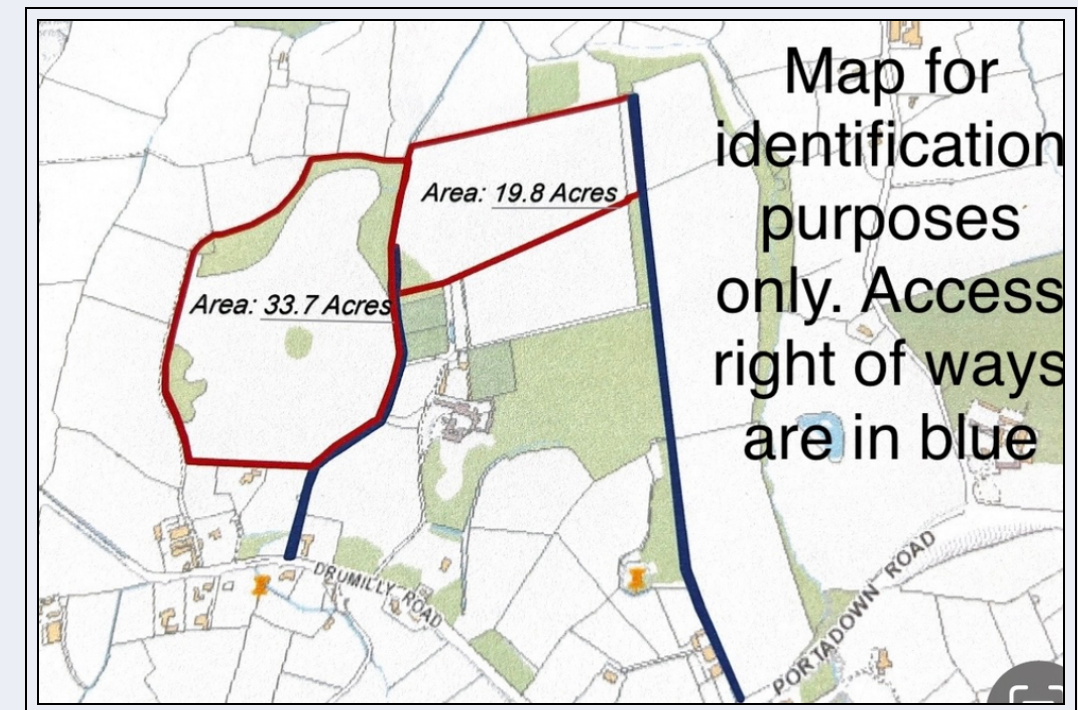 Map for
identification
purposes
only. Access
right of ways
are in blue
Area: 19.8 Acres
Area: 33.7 Acres
DRUMILLY ROAD
PORTADOWN ROAD